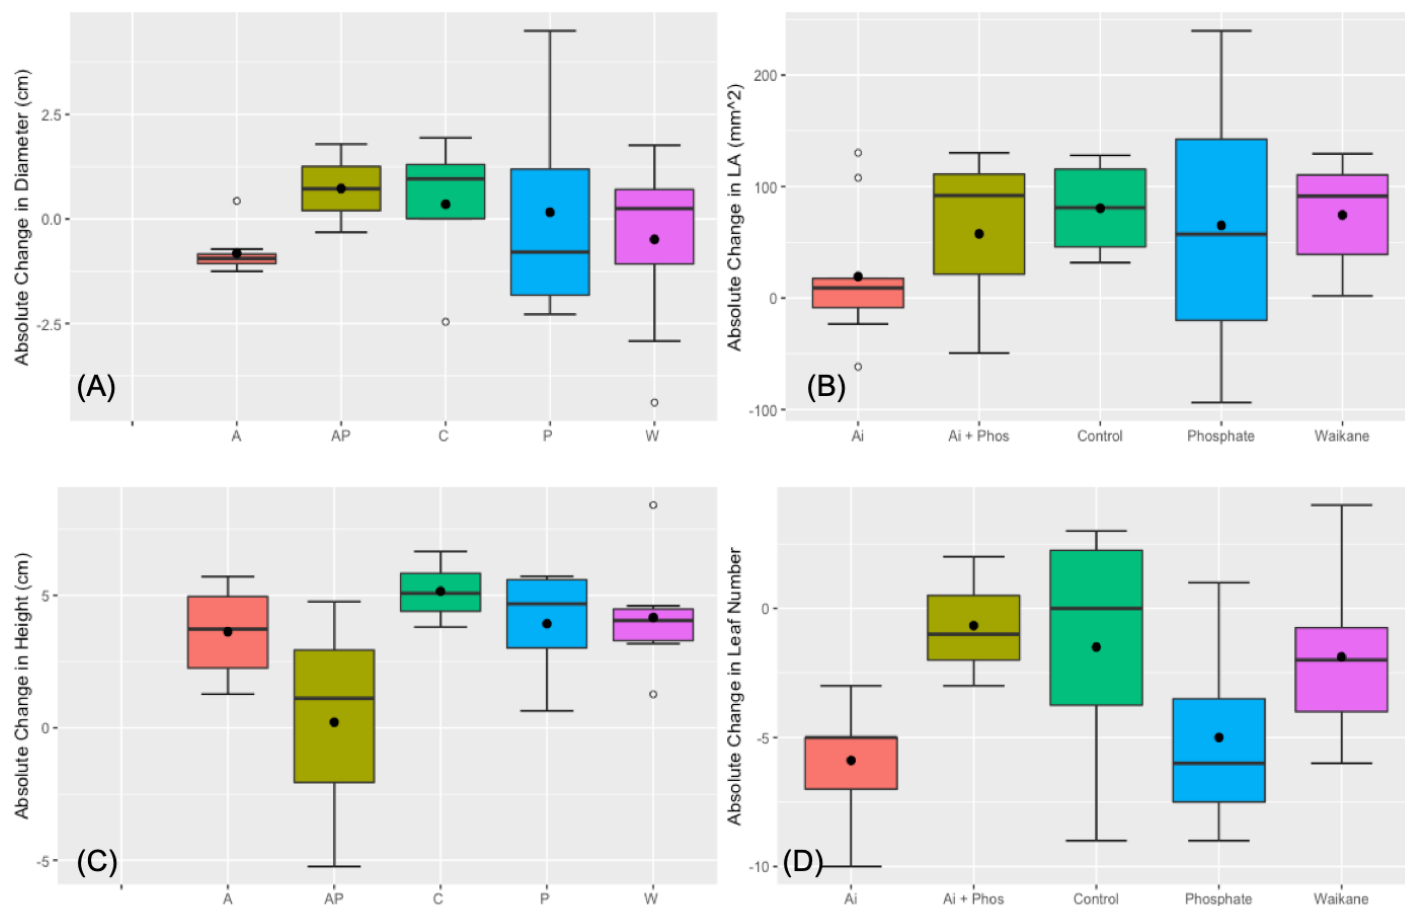 Absolute Change in Diameter (cm)
2.5
0.0
-2.5
(A)
A AP C P W
Absolute Change in LA (mm^2)
200
100
0
-100
(B)
Ai Ai + Phos Control Phosphate Waikane
Absolute Change in Height (cm)
5
0
-5
(C)
A AP C P W
Absolute Change in Leaf Number
0
-5
-10
(D)
Ai Ai + Phos Control Phosphate Waikane